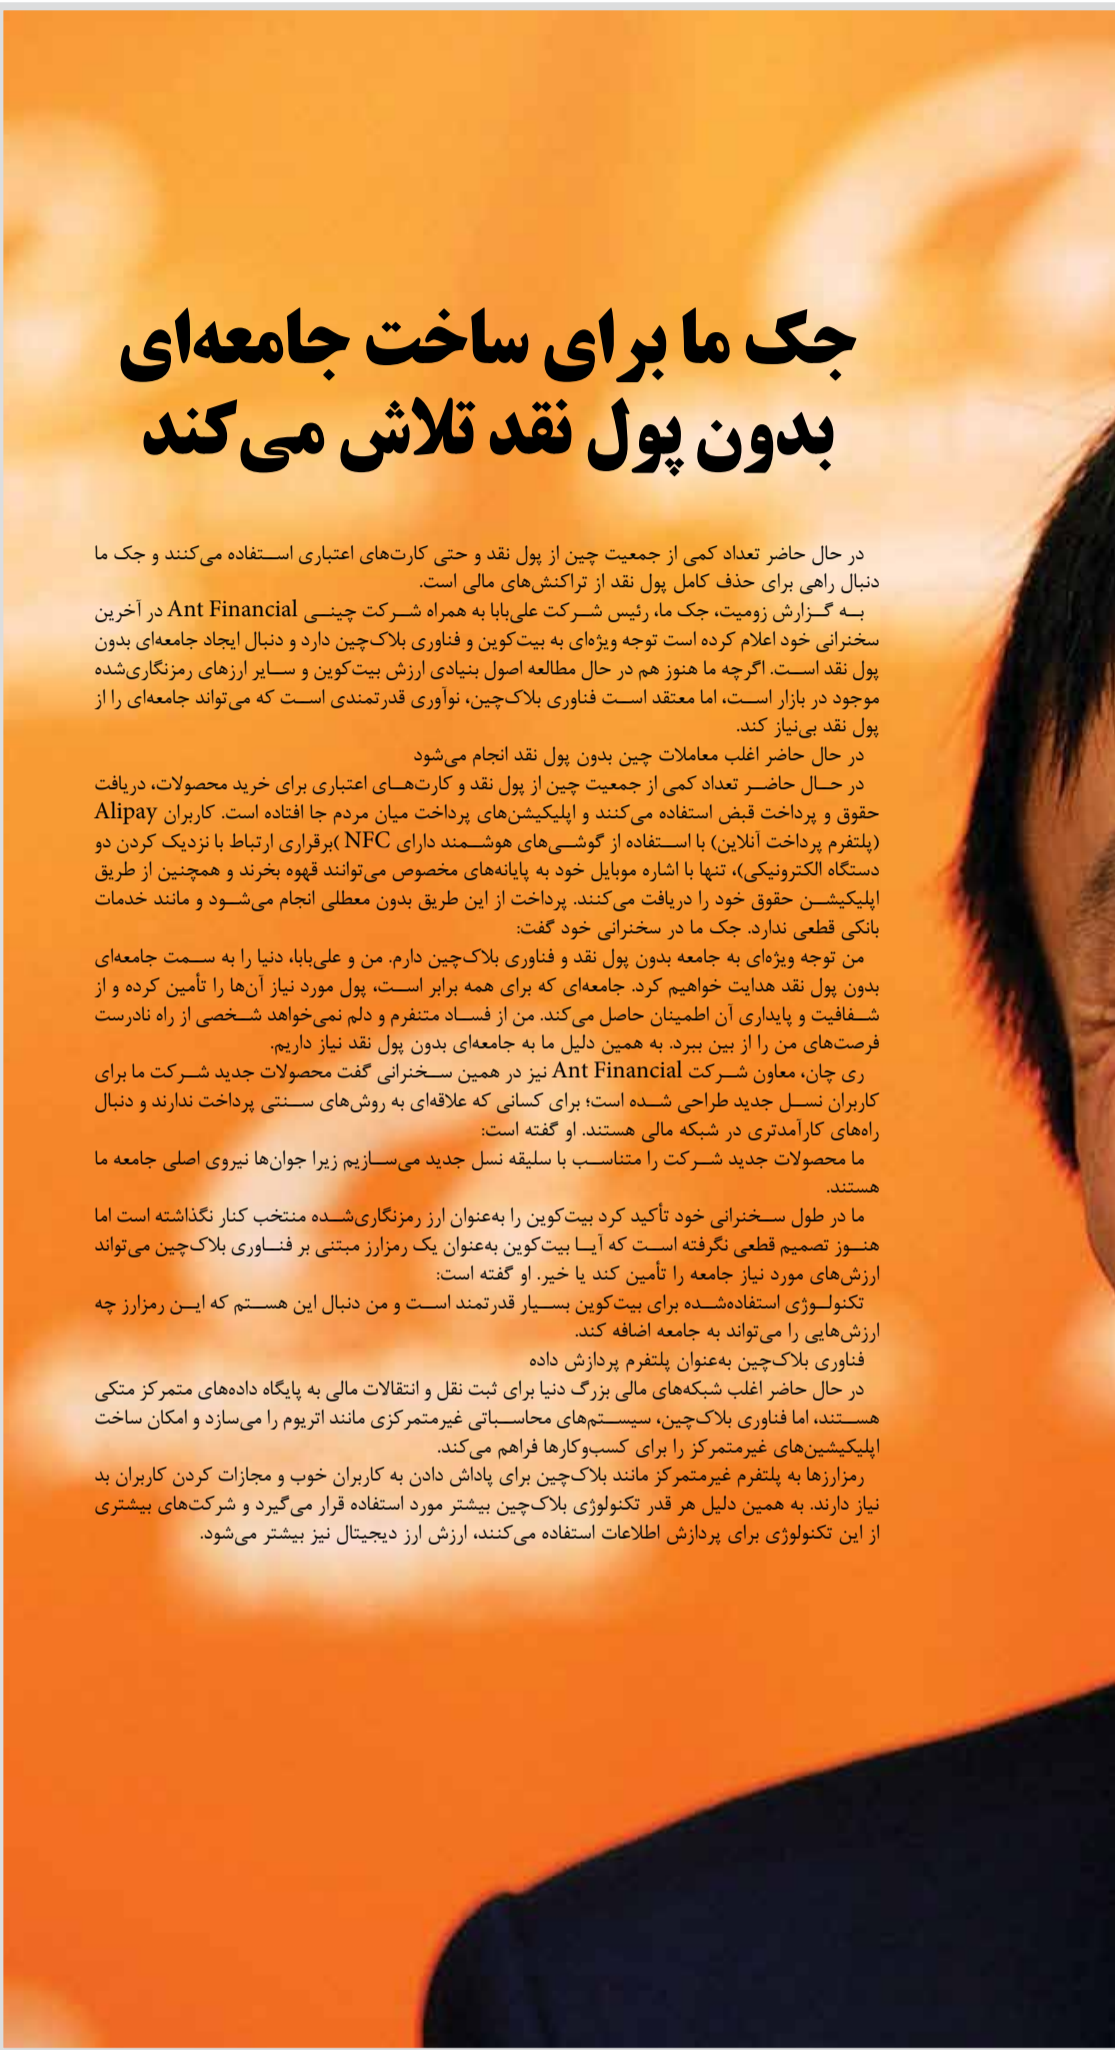 جک ما برای ساخت جامعه‌ای
بدون پول نقد تلاش می‌کند
در حال حاضر تعداد کمی از جمعیت چین از پول نقد و حتی کارت‌های اعتباری استفاده می‌کنند و جک ما
دنبال راهی برای حذف کامل پول نقد از تراکنش‌های مالی است.
به گزارش زومیت، جک ما، رئیس شرکت علی‌بابا به همراه شرکت چینی Ant Financial در آخرین
سخنرانی خود اعلام کرده است توجه ویژه‌ای به بیت‌کوین و فناوری بلاک‌چین دارد و دنبال ایجاد جامعه‌ای بدون
پول نقد است. اگرچه ما هنوز هم در حال مطالعه اصول بنیادی ارزش بیت‌کوین و سایر ارزهای رمزنگاری‌شده
موجود در بازار است، اما معتقد است فناوری بلاک‌چین، نوآوری قدرتمندی است که می‌تواند جامعه‌ای را از
پول نقد بی‌نیاز کند.
در حال حاضر اغلب معاملات چین بدون پول نقد انجام می‌شود
در حال حاضر تعداد کمی از جمعیت چین از پول نقد و کارت‌های اعتباری برای خرید محصولات، دریافت
حقوق و پرداخت قبض استفاده می‌کنند و اپلیکیشن‌های پرداخت میان مردم جا افتاده است. کاربران Alipay
(پلتفرم پرداخت آنلاین) با استفاده از گوشی‌های هوشمند دارای NFC )برقراری ارتباط با نزدیک کردن دو
دستگاه الکترونیکی)، تنها با اشاره موبایل خود به پایانه‌های مخصوص می‌توانند قهوه بخرند و همچنین از طریق
اپلیکیشن حقوق خود را دریافت می‌کنند. پرداخت از این طریق بدون معطلی انجام می‌شود و مانند خدمات
بانکی قطعی ندارد. جک ما در سخنرانی خود گفت:
من توجه ویژه‌ای به جامعه بدون پول نقد و فناوری بلاک‌چین دارم. من و علی‌بابا، دنیا را به سمت جامعه‌ای
بدون پول نقد هدایت خواهیم کرد. جامعه‌ای که برای همه برابر است، پول مورد نیاز آن‌ها را تأمین کرده و از
شفافیت و پایداری آن اطمینان حاصل می‌کند. من از فساد متنفرم و دلم نمی‌خواهد شخصی از راه نادرست
فرصت‌های من را از بین ببرد. به همین دلیل ما به جامعه‌ای بدون پول نقد نیاز داریم.
ری چان، معاون شرکت Ant Financial نیز در همین سخنرانی گفت محصولات جدید شرکت ما برای
کاربران نسل جدید طراحی شده است؛ برای کسانی که علاقه‌ای به روش‌های سنتی پرداخت ندارند و دنبال
راه‌های کارآمدتری در شبکه مالی هستند. او گفته است:
ما محصولات جدید شرکت را متناسب با سلیقه نسل جدید می‌سازیم زیرا جوان‌ها نیروی اصلی جامعه ما
هستند.
ما در طول سخنرانی خود تأکید کرد بیت‌کوین را به‌عنوان ارز رمزنگاری‌شده منتخب کنار نگذاشته است اما
هنوز تصمیم قطعی نگرفته است که آیا بیت‌کوین به‌عنوان یک رمزارز مبتنی بر فناوری بلاک‌چین می‌تواند
ارزش‌های مورد نیاز جامعه را تأمین کند یا خیر. او گفته است:
تکنولوژی استفاده‌شده برای بیت‌کوین بسیار قدرتمند است و من دنبال این هستم که این رمزارز چه
ارزش‌هایی را می‌تواند به جامعه اضافه کند.
فناوری بلاک‌چین به‌عنوان پلتفرم پردازش داده
در حال حاضر اغلب شبکه‌های مالی بزرگ دنیا برای ثبت نقل و انتقالات مالی به پایگاه داده‌های متمرکز متکی
هستند، اما فناوری بلاک‌چین، سیستم‌های محاسباتی غیرمتمرکزی مانند اتریوم را می‌سازد و امکان ساخت
اپلیکیشین‌های غیرمتمرکز را برای کسب‌وکارها فراهم می‌کند.
رمزارزها به پلتفرم غیرمتمرکز مانند بلاک‌چین برای پاداش دادن به کاربران خوب و مجازات کردن کاربران بد
نیاز دارند. به همین دلیل هر قدر تکنولوژی بلاک‌چین بیشتر مورد استفاده قرار می‌گیرد و شرکت‌های بیشتری
از این تکنولوژی برای پردازش اطلاعات استفاده می‌کنند، ارزش ارز دیجیتال نیز بیشتر می‌شود.